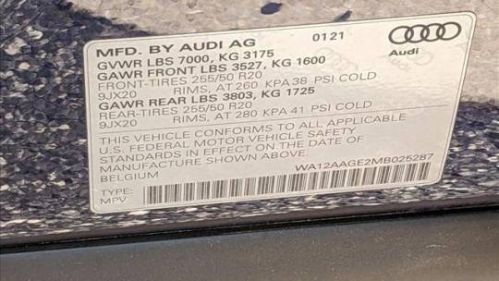 MFD. BY AUDI AG 01 21
GVWR LBS 7000, KG 3175
GAWR FRONT LBS 3527, KG 1600
FRONT-TIRES 255/50 R20
9JX20 RIMS, AT 260 KPA 38 PSI COLD
GAWR REAR LBS 3803, KG 1725
REAR-TIRES 255/50 R20
9JX20 RIMS, AT 280 KPA 41 PSI COLD
THIS VEHICLE CONFORMS TO ALL APPLICABLE
U.S. FEDERAL MOTOR VEHICLE SAFETY
STANDARDS IN EFFECT ON THE DATE OF
MANUFACTURE SHOWN ABOVE.
BELGIUM
WA12AAGE2MB025287
TYPE:
MPV
Audi